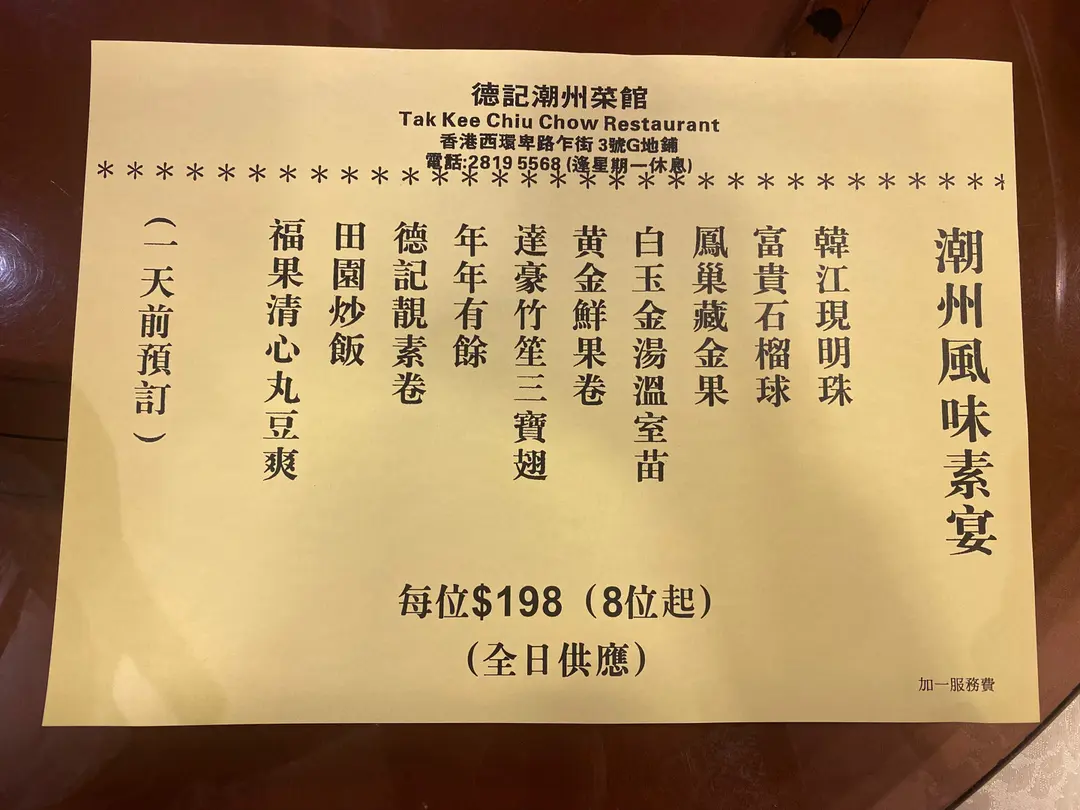 德記潮州菜館
Tak Kee Chiu Chow Restaurant
香港西環卑路乍街 3號G地鋪
電話:2819 5568 (逢星期一休息)
*******************************
潮州風味素宴
韓江現明珠
富貴石榴球
鳳巢藏金果
白玉金湯溫室苗
黄金鮮果卷
達豪竹笙三寶翅
年年有餘
德記靚素卷
田園炒飯
福果清心丸豆爽
(一天前預訂)
每位$198(8位起)
(全日供應)
加一服務費